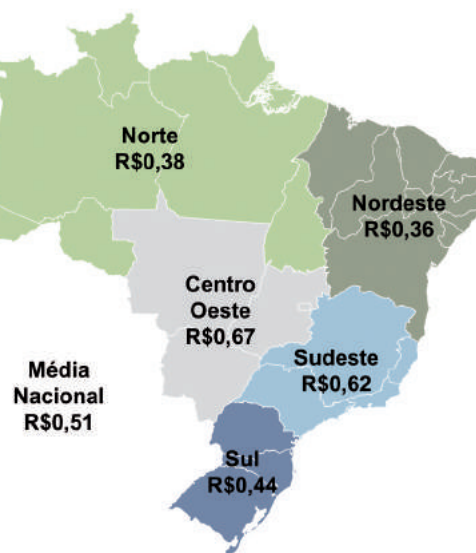 Norte
R$0,38
Nordeste
R$0,36
Centro
Oeste
R$0,67
Sudeste
R$0,62
Média
Nacional
R$0,51
Sul
R$0,44